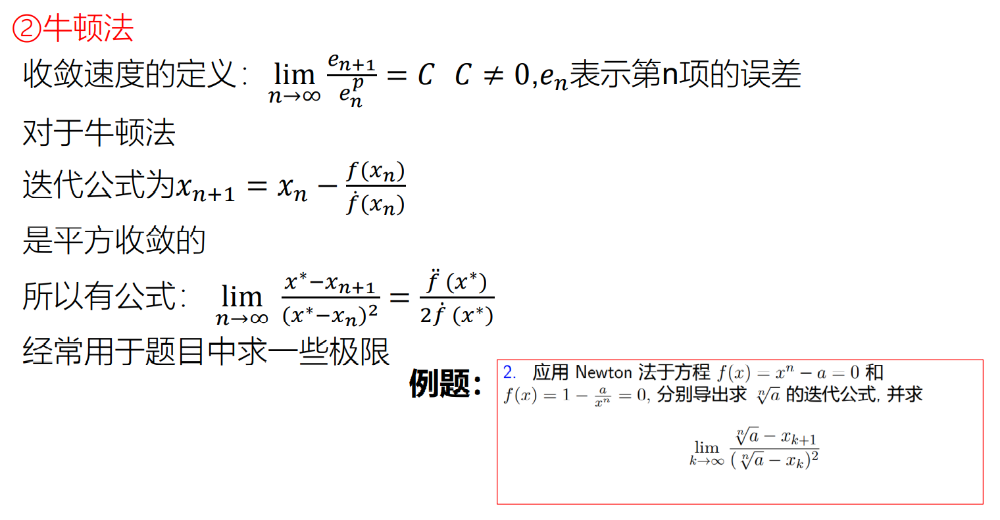 ②牛顿法
收敛速度的定义：$\lim_{n\to\infty} \frac{e_{n+1}}{e_n^p} = C \ \ C \neq 0$,$e_n$表示第n项的误差
对于牛顿法
迭代公式为$x_{n+1} = x_n - \frac{f(x_n)}{\dot{f}(x_n)}$
是平方收敛的
所以有公式：$\lim_{n\to\infty} \frac{x^*-x_{n+1}}{(x^*-x_n)^2} = \frac{\ddot{f}(x^*)}{2\dot{f}(x^*)}$
经常用于题目中求一些极限
例题：
2. 应用 Newton 法于方程 $f(x) = x^n - a = 0$ 和
$f(x) = 1 - \frac{a}{x^n} = 0$, 分别导出求 $\sqrt[n]{a}$ 的迭代公式, 并求
$\lim_{k\to\infty} \frac{\sqrt[n]{a} - x_{k+1}}{(\sqrt[n]{a} - x_k)^2}$